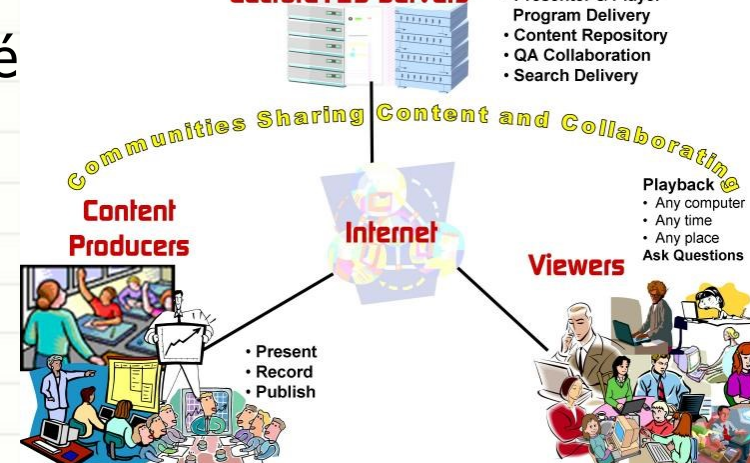 é
Program Delivery
• Content Repository
• QA Collaboration
• Search Delivery
Communities Sharing Content and Collaborating
Content
Producers
Internet
Viewers
Playback
• Any computer
• Any time
• Any place
Ask Questions
• Present
• Record
• Publish